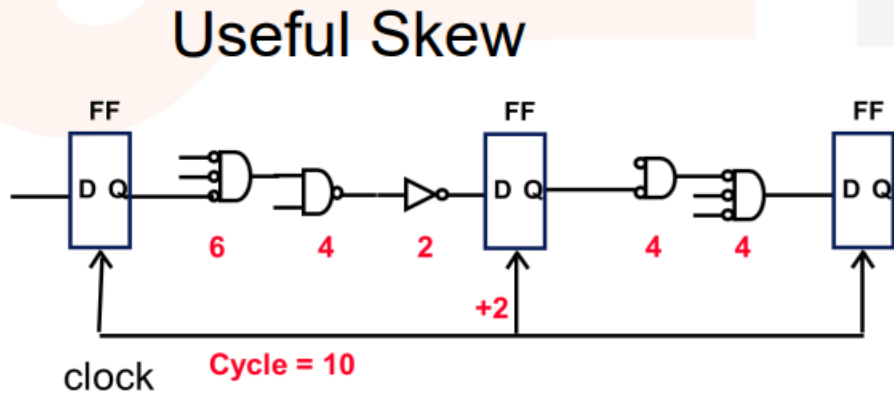 Useful Skew
FF FF FF
D Q D Q D Q
6 4 2 4 4
+2
Cycle = 10
clock